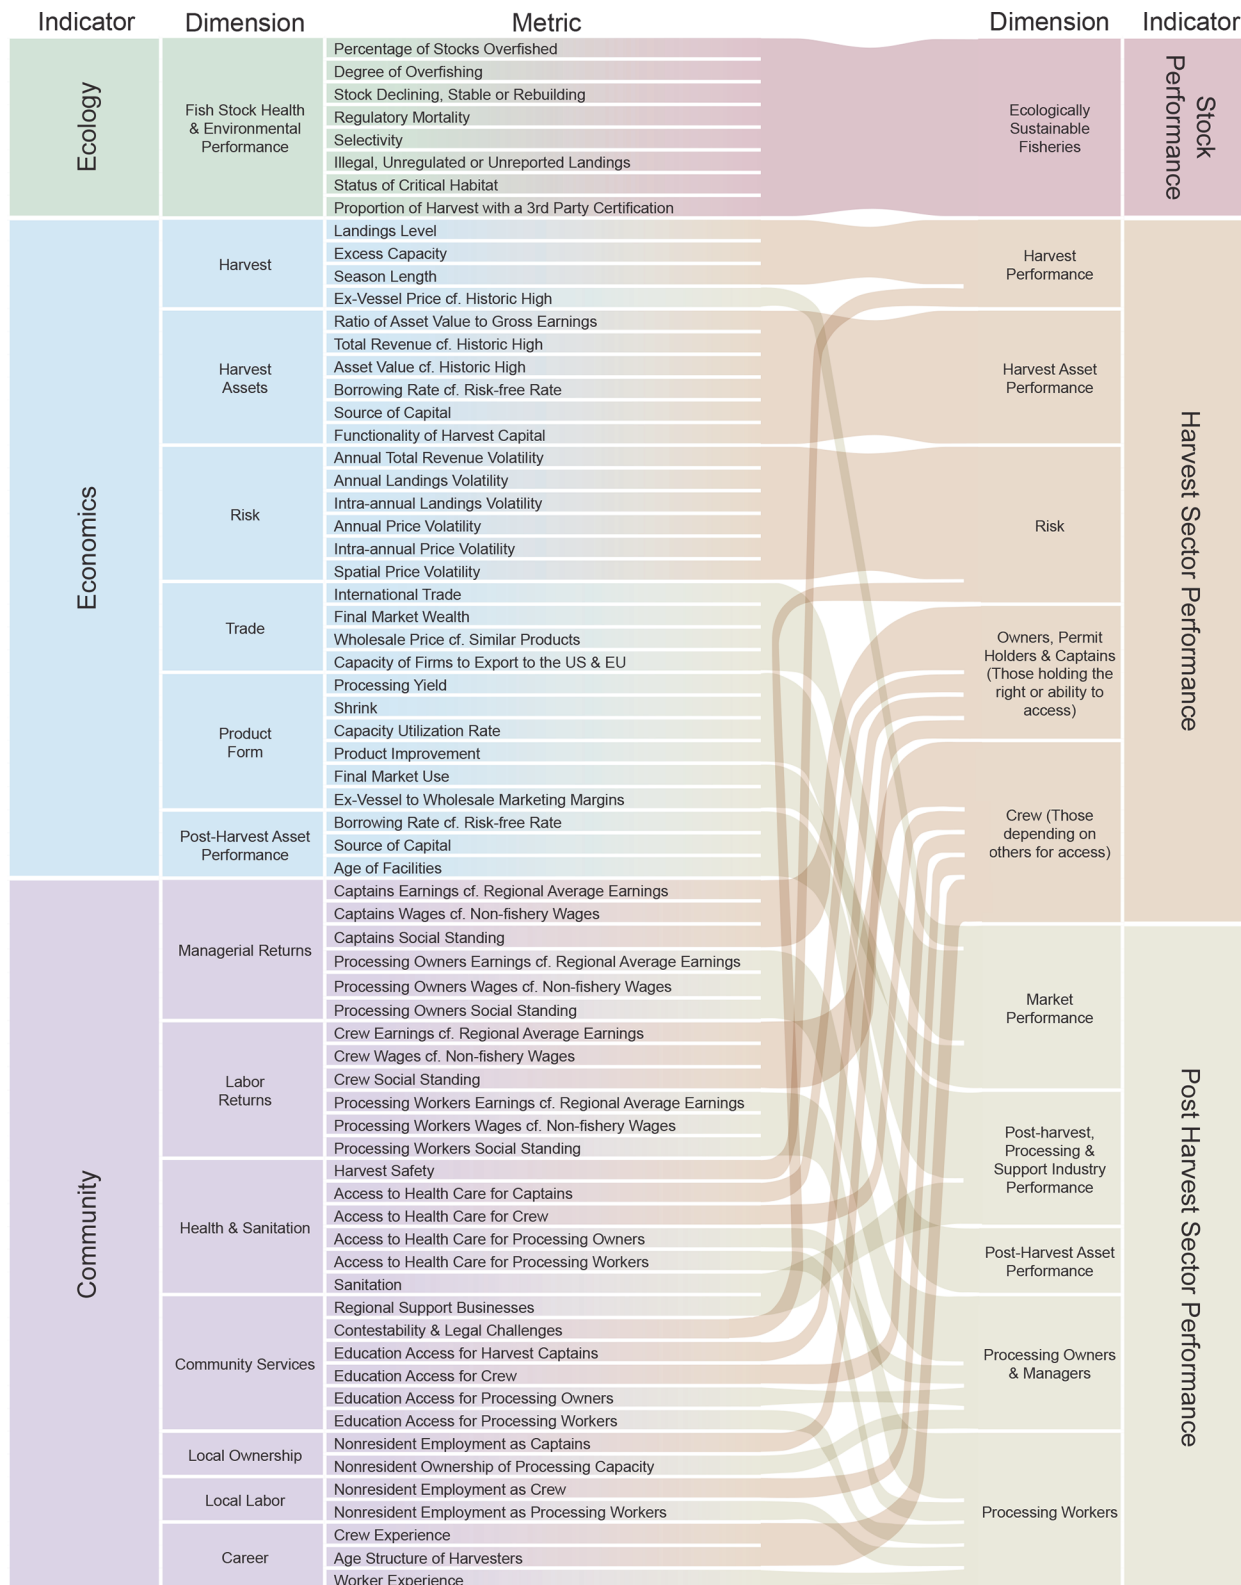 Indicator
Dimension
Metric
Dimension
Indicator
Ecology
Fish Stock Health
& Environmental
Performance
Percentage of Stocks Overfished
Degree of Overfishing
Stock Declining, Stable or Rebuilding
Regulatory Mortality
Selectivity
Illegal, Unregulated or Unreported Landings
Status of Critical Habitat
Proportion of Harvest with a 3rd Party Certification
Economics
Harvest
Landings Level
Excess Capacity
Season Length
Ex-Vessel Price cf. Historic High
Harvest
Assets
Ratio of Asset Value to Gross Earnings
Total Revenue cf. Historic High
Asset Value cf. Historic High
Borrowing Rate cf. Risk-free Rate
Source of Capital
Functionality of Harvest Capital
Risk
Annual Total Revenue Volatility
Annual Landings Volatility
Intra-annual Landings Volatility
Annual Price Volatility
Intra-annual Price Volatility
Spatial Price Volatility
Trade
International Trade
Final Market Wealth
Wholesale Price cf. Similar Products
Capacity of Firms to Export to the US & EU
Product
Form
Processing Yield
Shrink
Capacity Utilization Rate
Product Improvement
Final Market Use
Ex-Vessel to Wholesale Marketing Margins
Post-Harvest Asset
Performance
Borrowing Rate cf. Risk-free Rate
Source of Capital
Age of Facilities
Community
Managerial Returns
Captains Earnings cf. Regional Average Earnings
Captains Wages cf. Non-fishery Wages
Captains Social Standing
Processing Owners Earnings cf. Regional Average Earnings
Processing Owners Wages cf. Non-fishery Wages
Processing Owners Social Standing
Labor
Returns
Crew Earnings cf. Regional Average Earnings
Crew Wages cf. Non-fishery Wages
Crew Social Standing
Processing Workers Earnings cf. Regional Average Earnings
Processing Workers Wages cf. Non-fishery Wages
Processing Workers Social Standing
Health & Sanitation
Harvest Safety
Access to Health Care for Captains
Access to Health Care for Crew
Access to Health Care for Processing Owners
Access to Health Care for Processing Workers
Sanitation
Community Services
Regional Support Businesses
Contestability & Legal Challenges
Education Access for Harvest Captains
Education Access for Crew
Education Access for Processing Owners
Education Access for Processing Workers
Local Ownership
Nonresident Employment as Captains
Nonresident Ownership of Processing Capacity
Local Labor
Nonresident Employment as Crew
Nonresident Employment as Processing Workers
Career
Crew Experience
Age Structure of Harvesters
Worker Experience
Ecologically
Sustainable
Fisheries
Stock
Performance
Harvest
Performance
Harvest Asset
Performance
Risk
Owners, Permit
Holders & Captains
(Those holding the
right or ability to
access)
Crew (Those
depending on
others for access)
Harvest Sector Performance
Market
Performance
Post-harvest,
Processing &
Support Industry
Performance
Post-Harvest Asset
Performance
Processing Owners
& Managers
Processing Workers
Post Harvest Sector Performance